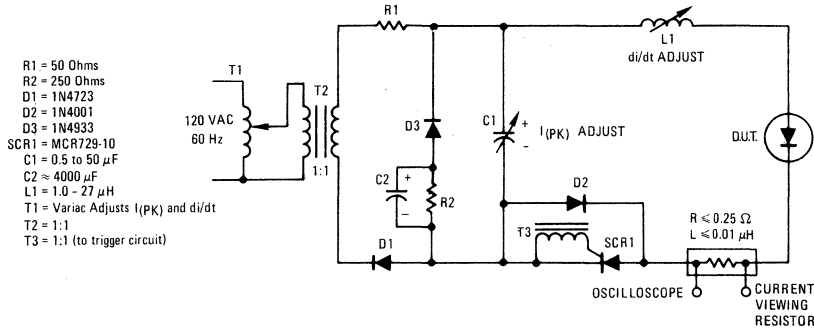 R1 = 50 Ohms
R2 = 250 Ohms
D1 = 1N4723
D2 = 1N4001
D3 = 1N4933
SCR1 = MCR729-10
C1 = 0.5 to 50 μF
C2 ≈ 4000 μF
L1 = 1.0 - 27 μH
T1 = Variac Adjusts I(PK) and di/dt
T2 = 1:1
T3 = 1:1 (to trigger circuit)
T1
120 VAC
60 Hz
T2
1:1
R1
D3
C2
+
–
R2
D1
C1
+
–
I(PK) ADJUST
L1
di/dt ADJUST
D.U.T.
D2
T3
SCR1
R ≤ 0.25 Ω
L ≤ 0.01 μH
OSCILLOSCOPE
CURRENT
VIEWING
RESISTOR